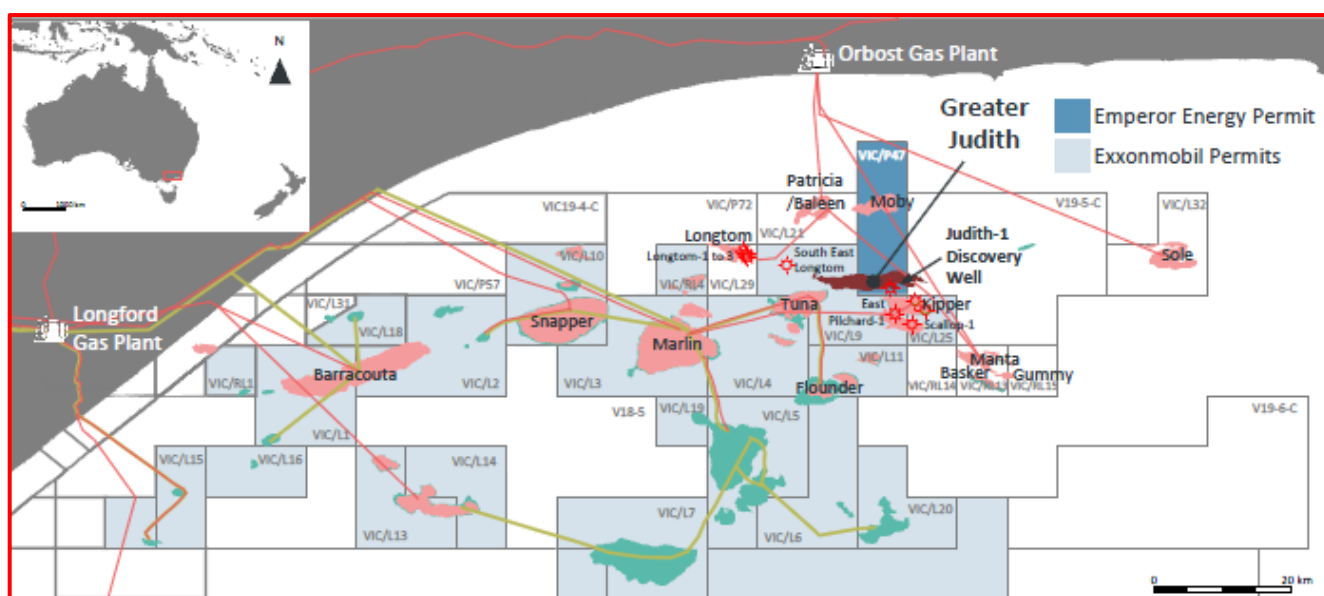 N
1000 km
Orbost Gas Plant
Greater
Judith
Emperor Energy Permit
Exxonmobil Permits
VIC/P47
Patricia
/Baleen
Moby
VIC19-4-C
VIC/P72
V19-5-C
VIC/L32
VIC/L21
Longtom
Longtom-1 to 3
South East
Longtom
Judith-1
Discovery
Well
Sole
VIC/L10
VIC/RL4
VIC/L29
VIC/P57
VIC/L31
Tuna
East
Kipper
Longford
Gas Plant
VIC/L18
Snapper
Pilchard-1
Scallop-1
Marlin
VIC/L9
VIC/L25
VIC/L11
Manta
Barracouta
Basker
Gummy
VIC/RL1
VIC/L2
VIC/L3
VIC/L4
Flounder
VIC/RL14
VIC/RL13
VIC/RL15
V18-5
VIC/L19
VIC/L5
V19-6-C
VIC/L1
VIC/L15
VIC/L16
VIC/L14
VIC/L7
VIC/L20
VIC/L13
VIC/L6
0 20 km